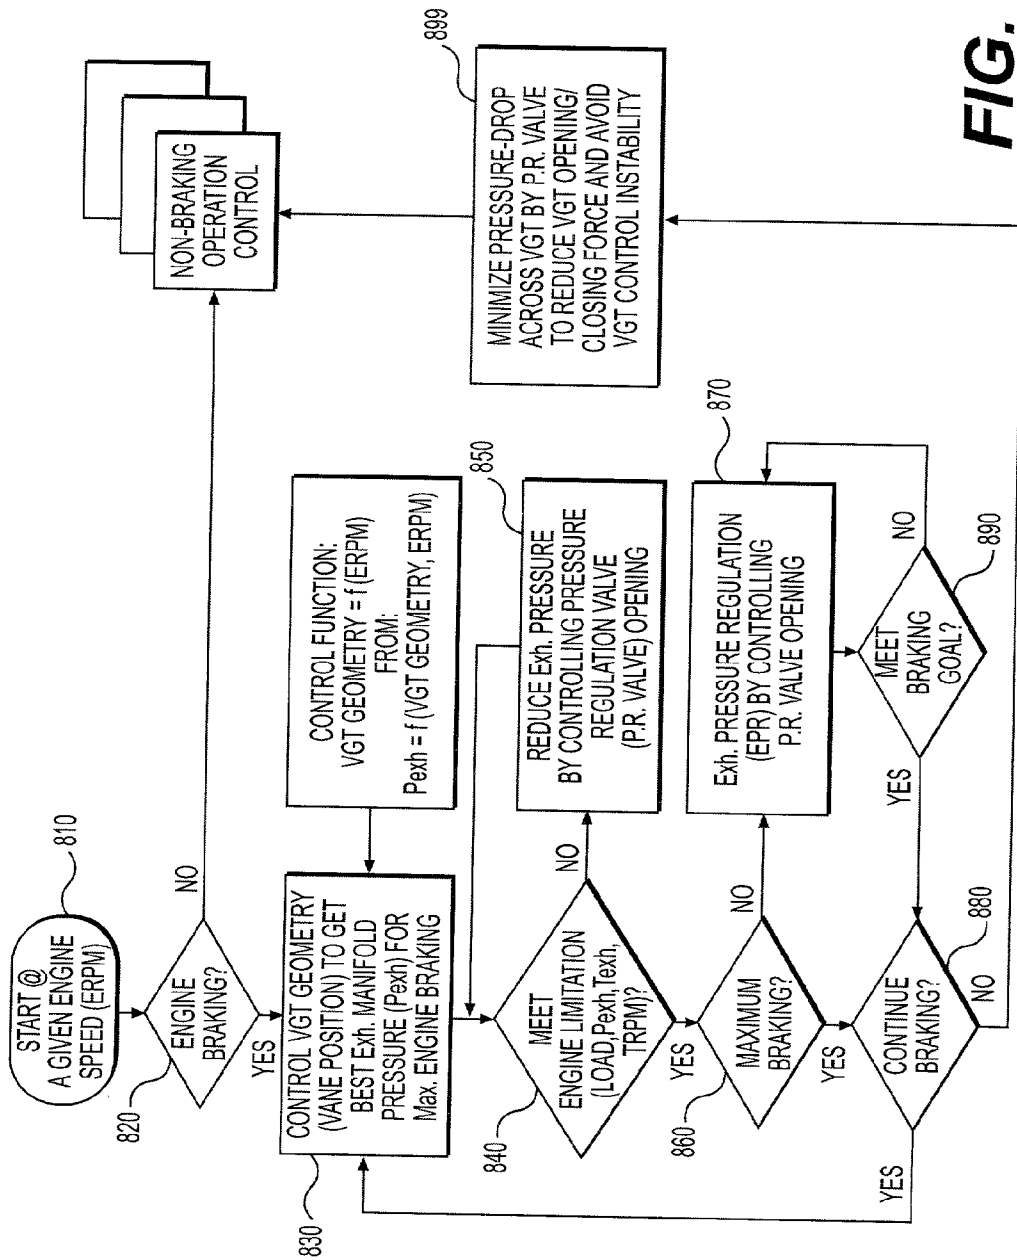 START @
A GIVEN ENGINE
SPEED (ERPM)
810
ENGINE
BRAKING?
820
NO
YES
NON-BRAKING
OPERATION
CONTROL
CONTROL VGT GEOMETRY
(VANE POSITION) TO GET
BEST Exh. MANIFOLD
PRESSURE (Pexh) FOR
Max. ENGINE BRAKING
830
CONTROL FUNCTION:
VGT GEOMETRY = f (ERPM)
FROM:
Pexh = f (VGT GEOMETRY, ERPM)
MEET
ENGINE LIMITATION
(LOAD,Pexh,Texh,
TRPM)?
840
NO
YES
REDUCE Exh. PRESSURE
BY CONTROLLING PRESSURE
REGULATION VALVE
(P.R. VALVE) OPENING
850
MINIMIZE PRESSURE-DROP
ACROSS VGT BY P.R. VALVE
TO REDUCE VGT OPENING/
CLOSING FORCE AND AVOID
VGT CONTROL INSTABILITY
899
MAXIMUM
BRAKING?
860
NO
YES
Exh. PRESSURE REGULATION
(EPR) BY CONTROLLING
P.R. VALVE OPENING
870
MEET
BRAKING
GOAL?
890
NO
YES
CONTINUE
BRAKING?
880
YES
NO
FIG.